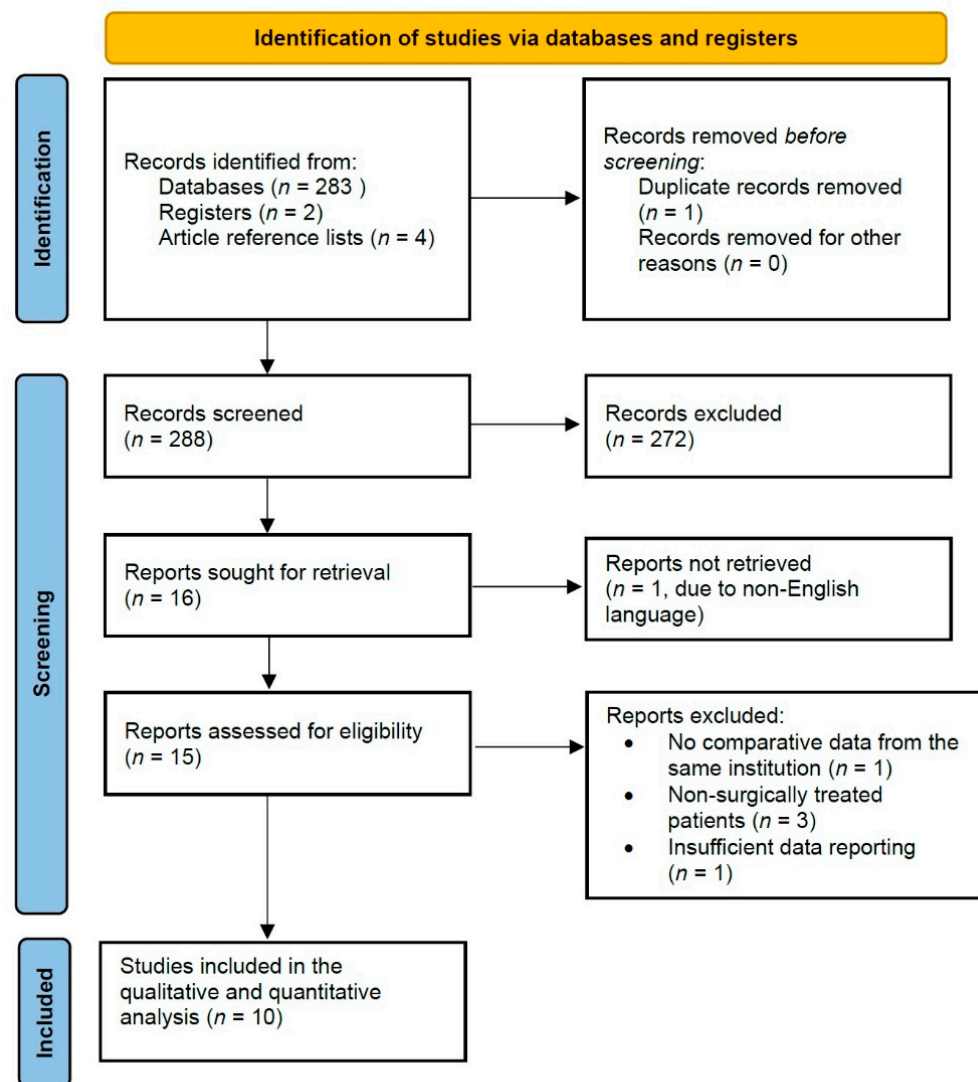 Identification of studies via databases and registers
Identification
Records identified from:
Databases (n = 283 )
Registers (n = 2)
Article reference lists (n = 4)
Records removed before
screening:
Duplicate records removed
(n = 1)
Records removed for other
reasons (n = 0)
Screening
Records screened
(n = 288)
Records excluded
(n = 272)
Reports sought for retrieval
(n = 16)
Reports not retrieved
(n = 1, due to non-English
language)
Reports assessed for eligibility
(n = 15)
Reports excluded:
• No comparative data from the
same institution (n = 1)
• Non-surgically treated
patients (n = 3)
• Insufficient data reporting
(n = 1)
Included
Studies included in the
qualitative and quantitative
analysis (n = 10)